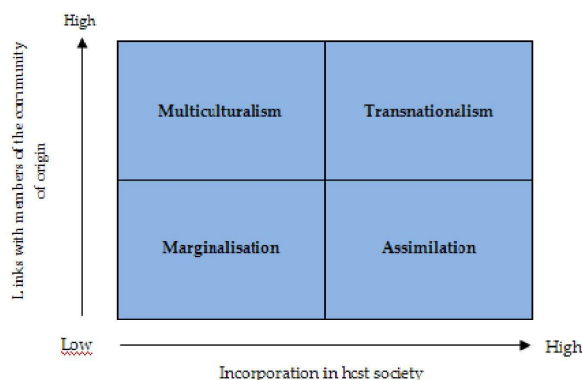 High
Links with members of the community
of origin
Multiculturalism
Transnationalism
Marginalisation
Assimilation
Low
High
Incorporation in host society